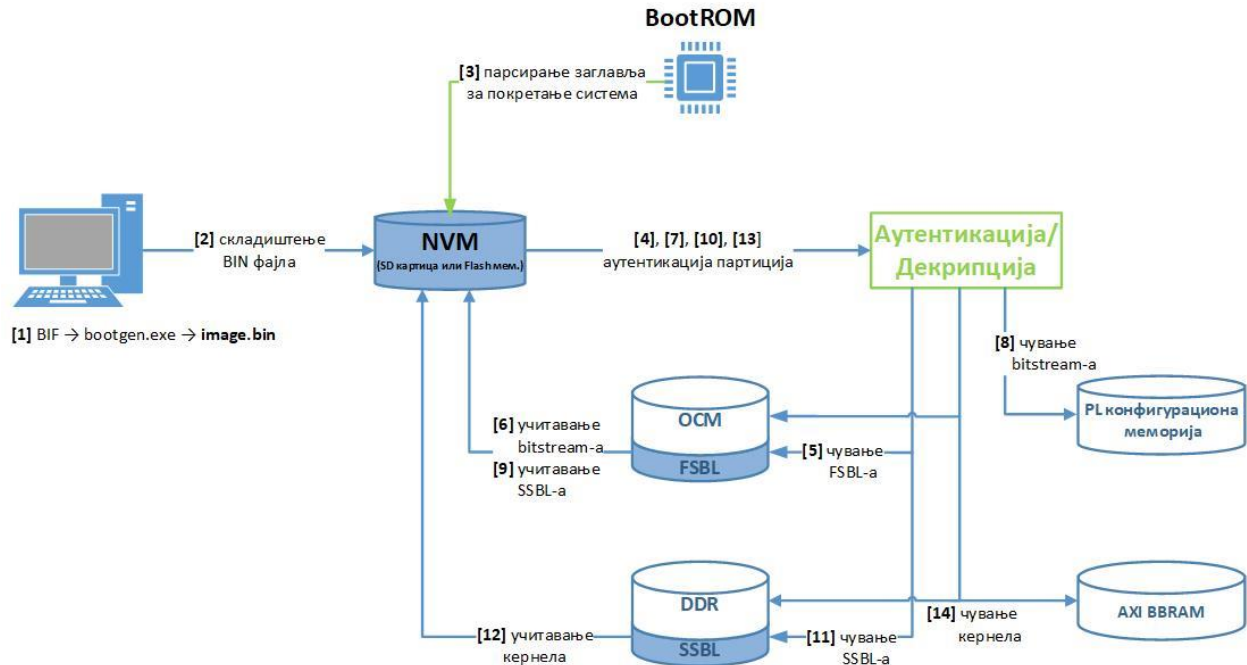 BootROM
[3] парсирање заглавља
за покретање система
[2] складиштење
BIN фајла
NVM
(SD картица или Flash мем.)
[4], [7], [10], [13]
аутентикација партиција
Аутентикација/
Декрипција
[1] BIF → bootgen.exe → image.bin
[8] чување
bitstream-а
PL конфигурациона
меморија
[6] учитавање
bitstream-а
[9] учитавање
SSBL-а
OCM
FSBL
[5] чување
FSBL-а
DDR
SSBL
[12] учитавање
кернела
[11] чување
SSBL-а
[14] чување
кернела
AXI BBRAM